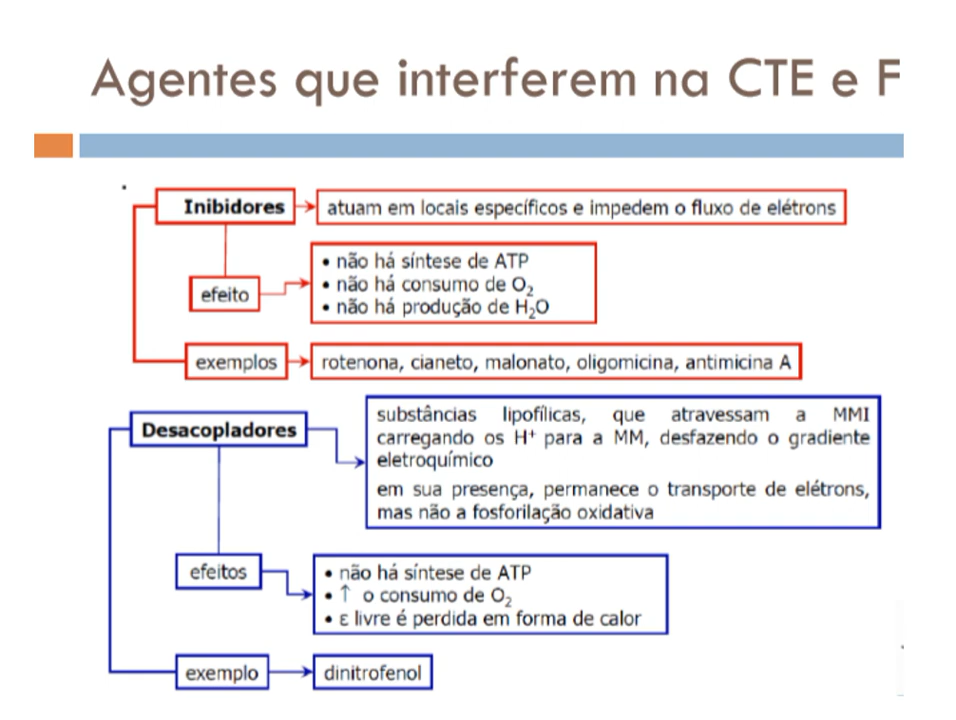 Agentes que interferem na CTE e F
Inibidores
atuam em locais específicos e impedem o fluxo de elétrons
efeito
• não há síntese de ATP
• não há consumo de O₂
• não há produção de H₂O
exemplos
rotenona, cianeto, malonato, oligomicina, antimicina A
Desacopladores
substâncias lipofílicas, que atravessam a MMI
carregando os H⁺ para a MM, desfazendo o gradiente
eletroquímico
em sua presença, permanece o transporte de elétrons,
mas não a fosforilação oxidativa
efeitos
• não há síntese de ATP
• ↑ o consumo de O₂
• ε livre é perdida em forma de calor
exemplo
dinitrofenol